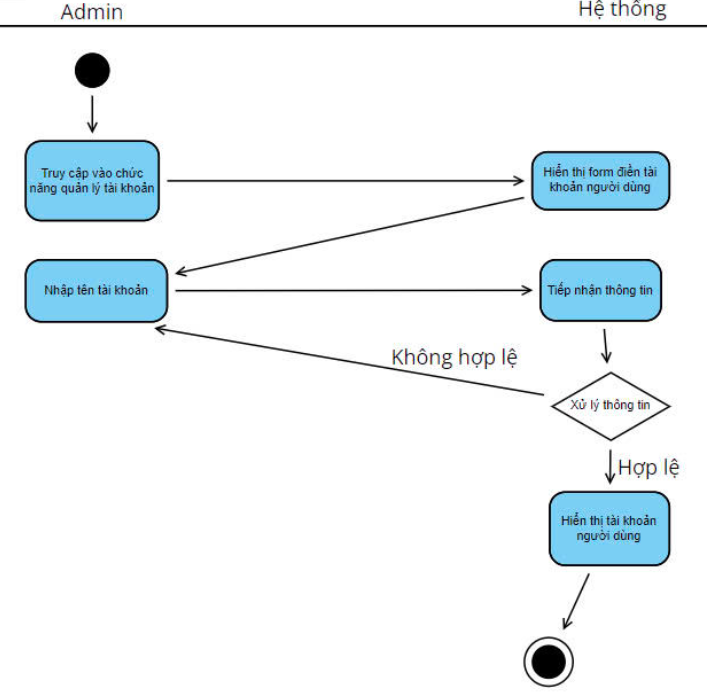 Admin
Hệ thống
Truy cập vào chức
năng quản lý tài khoản
Hiển thị form điền tài
khoản người dùng
Nhập tên tài khoản
Tiếp nhận thông tin
Không hợp lệ
Xử lý thông tin
Hợp lệ
Hiển thị tài khoản
người dùng